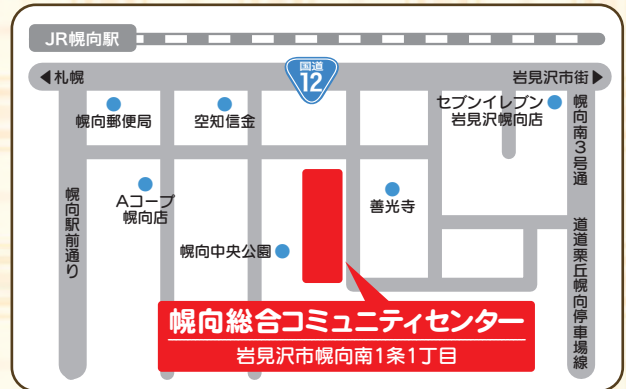 JR幌向駅
◀札幌
国道
12
岩見沢市街▶
幌向郵便局
空知信金
セブンイレブン
岩見沢幌向店
幌向南3号通
Aコープ
幌向店
善光寺
幌向駅前通り
幌向中央公園
道道栗丘幌向停車場線
幌向総合コミュニティセンター
岩見沢市幌向南1条1丁目